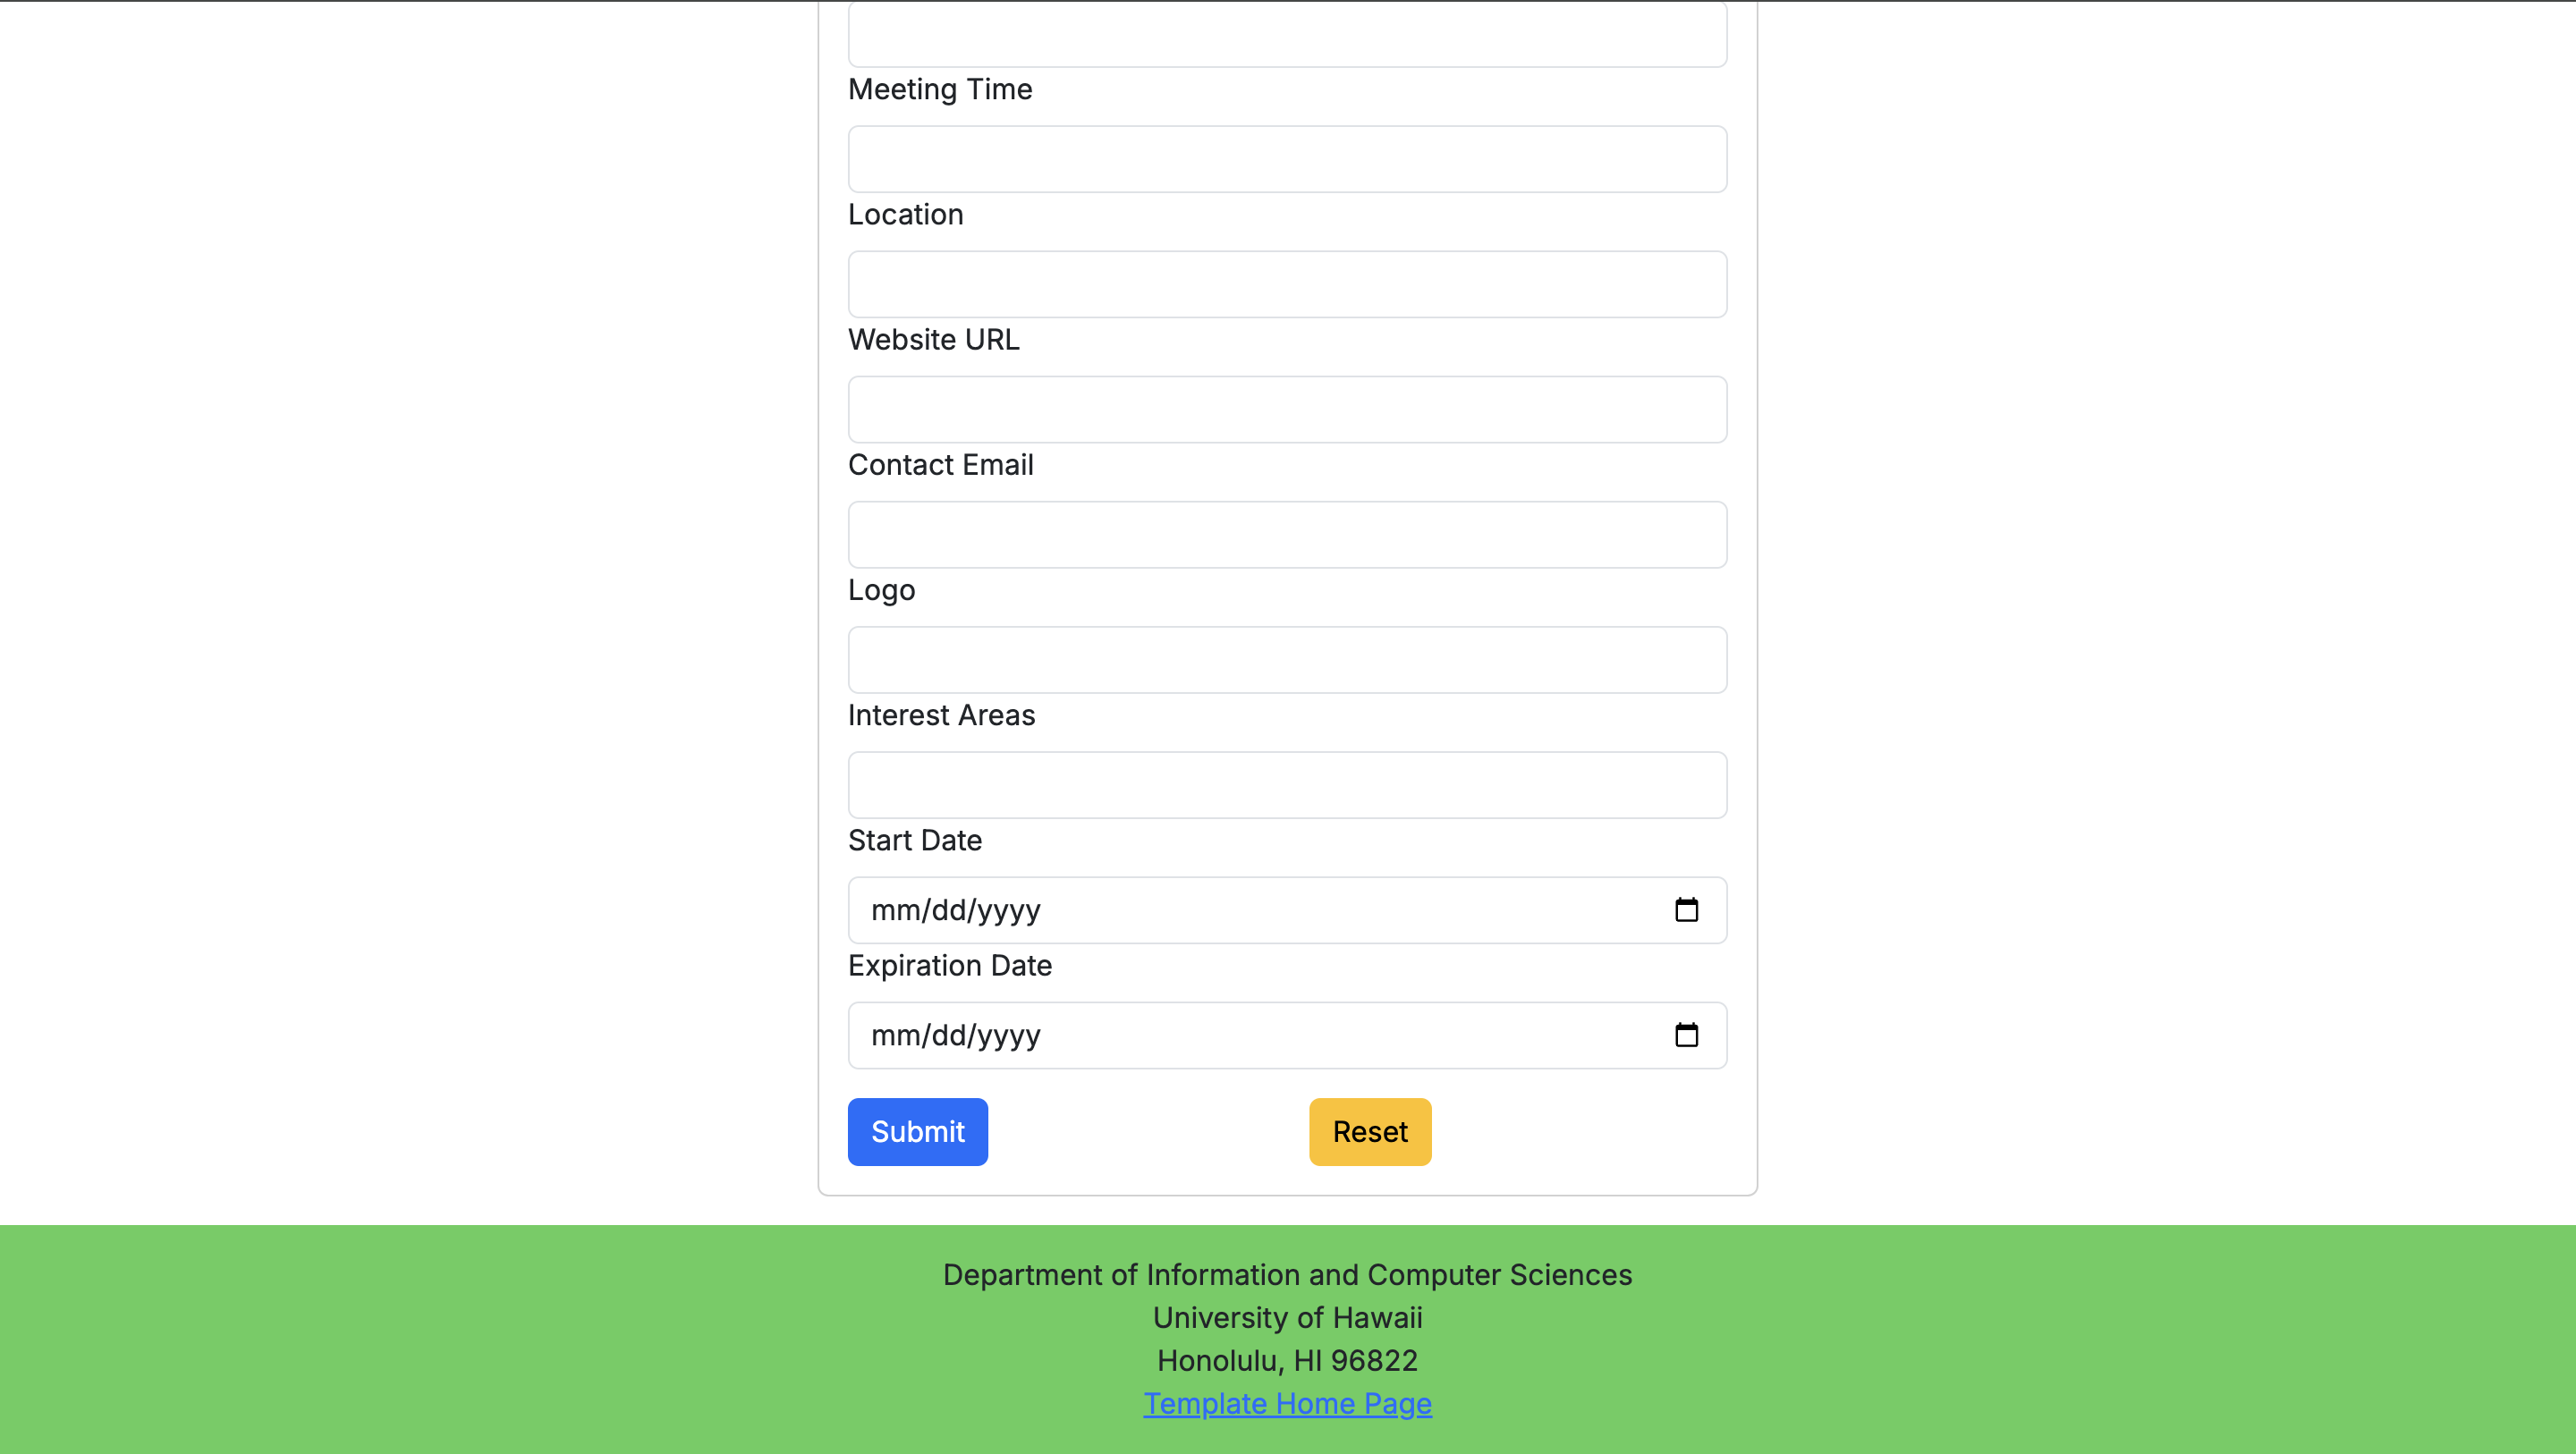 Meeting Time
Location
Website URL
Contact Email
Logo
Interest Areas
Start Date
mm/dd/yyyy
Expiration Date
mm/dd/yyyy
Submit
Reset
Department of Information and Computer Sciences
University of Hawaii
Honolulu, HI 96822
Template Home Page